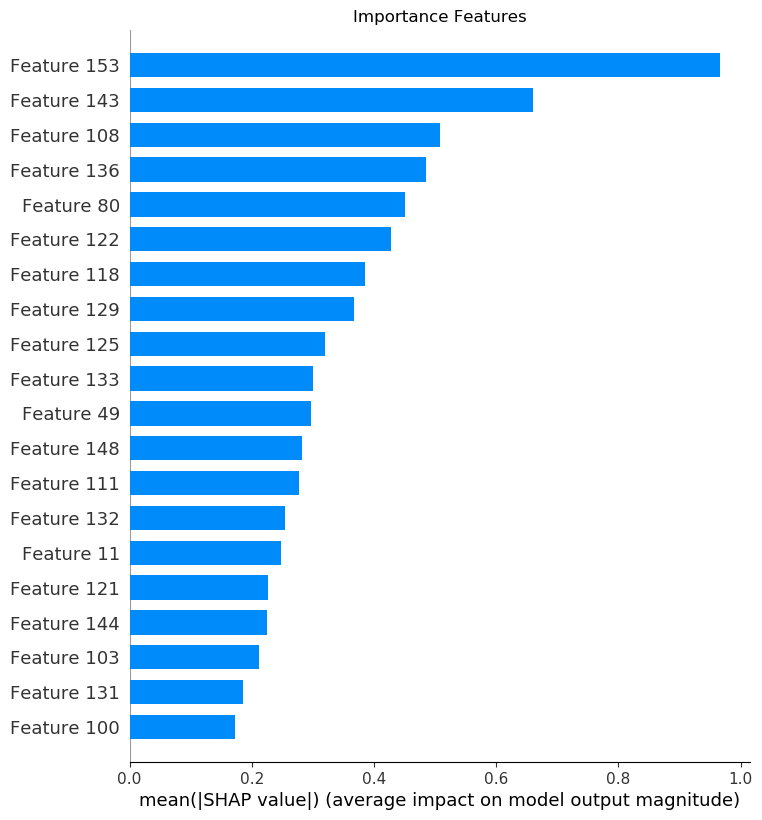 Importance Features
Feature 153
Feature 143
Feature 108
Feature 136
Feature 80
Feature 122
Feature 118
Feature 129
Feature 125
Feature 133
Feature 49
Feature 148
Feature 111
Feature 132
Feature 11
Feature 121
Feature 144
Feature 103
Feature 131
Feature 100
0.0 0.2 0.4 0.6 0.8 1.0
mean(|SHAP value|) (average impact on model output magnitude)